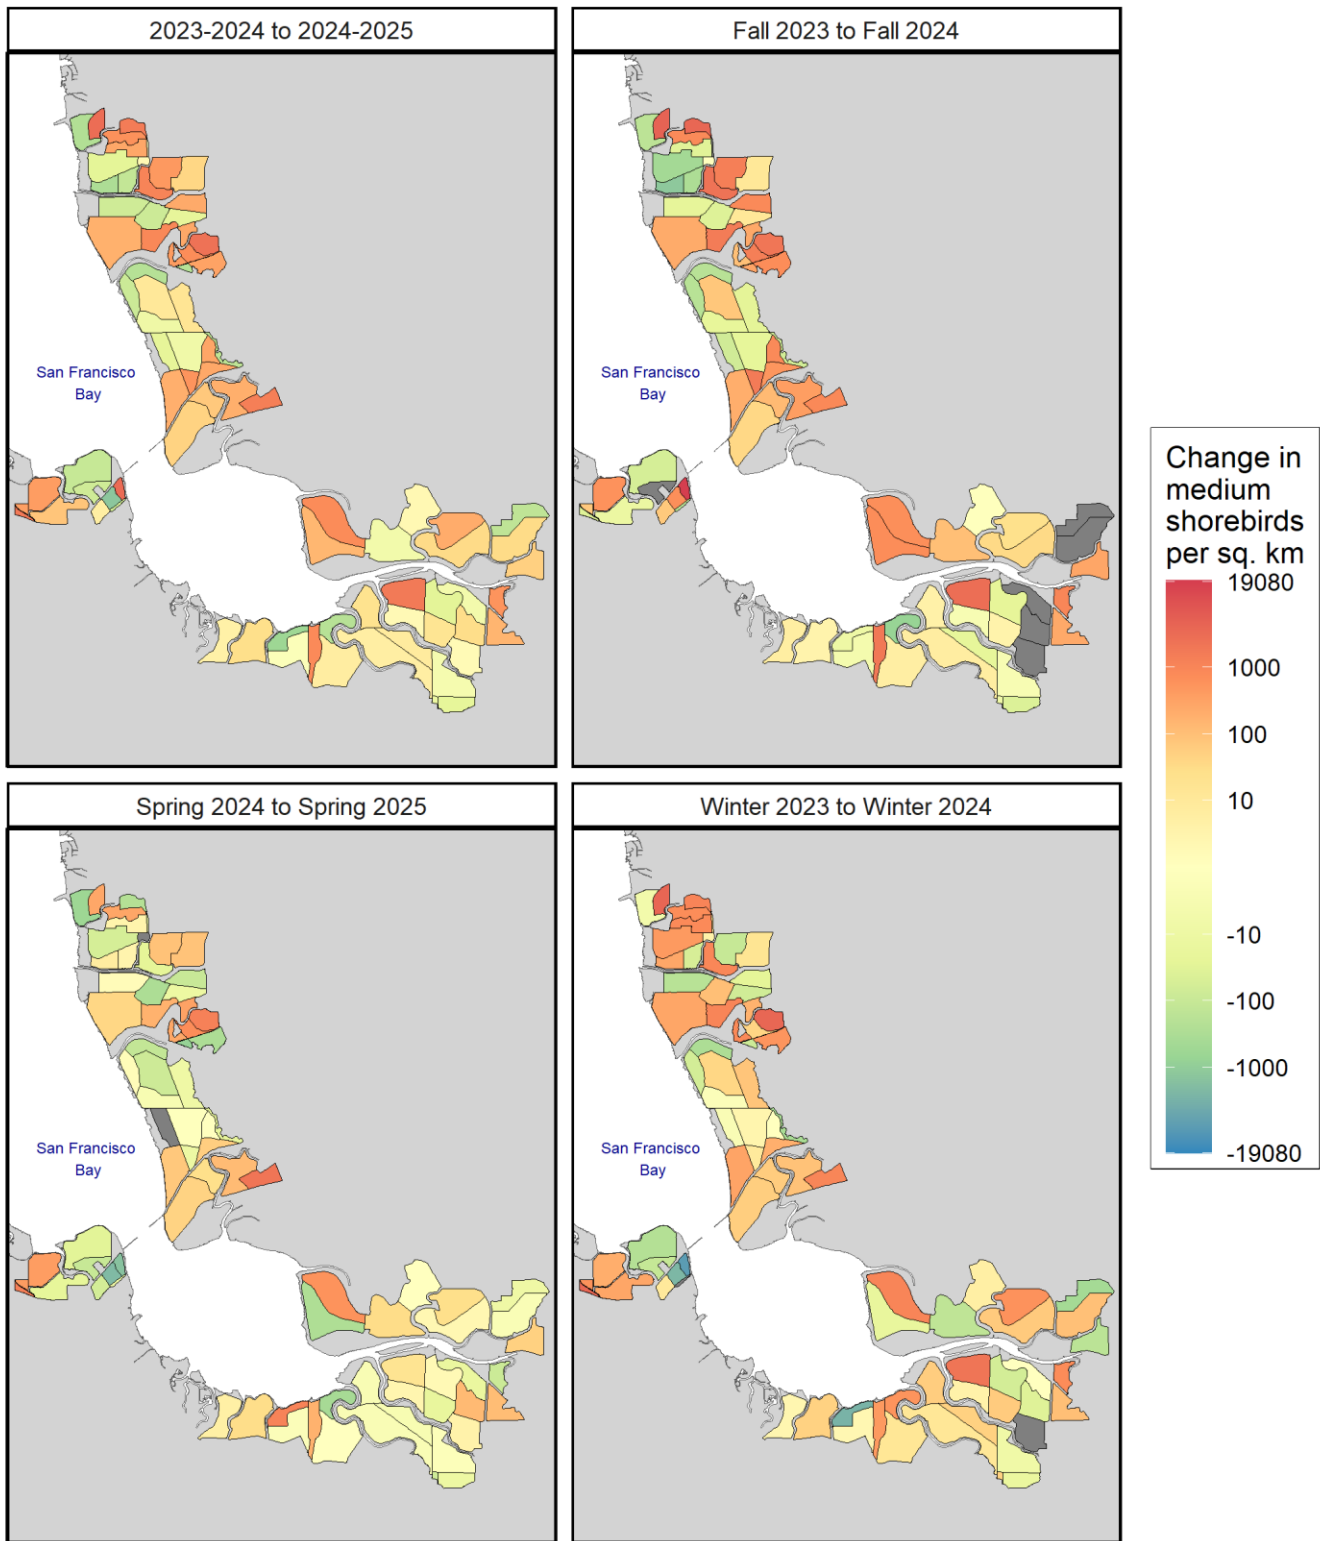 2023-2024 to 2024-2025
Fall 2023 to Fall 2024
San Francisco
Bay
San Francisco
Bay
Change in
medium
shorebirds
per sq. km
19080
1000
100
10
-10
-100
-1000
-19080
Spring 2024 to Spring 2025
Winter 2023 to Winter 2024
San Francisco
Bay
San Francisco
Bay